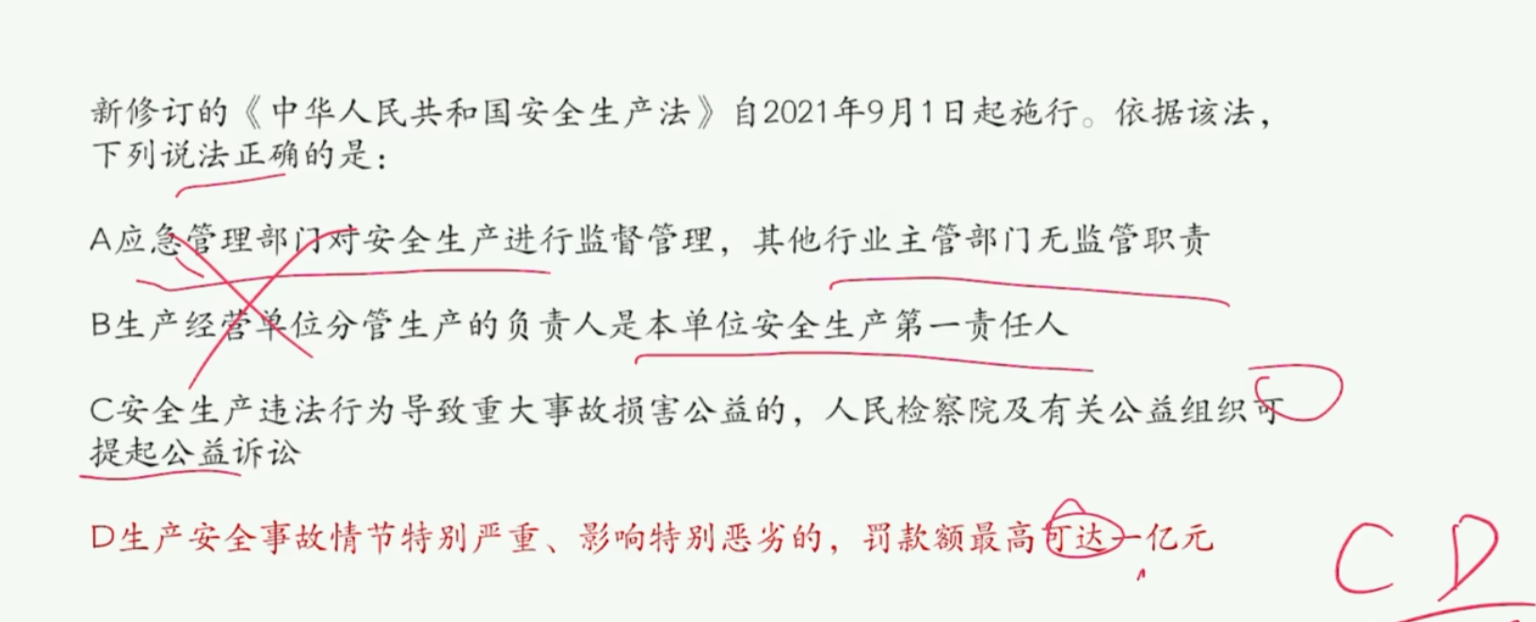 新修订的《中华人民共和国安全生产法》自2021年9月1日起施行。依据该法，
下列说法正确的是：
A应急管理部门对安全生产进行监督管理，其他行业主管部门无监管职责
B生产经营单位分管生产的负责人是本单位安全生产第一责任人
C安全生产违法行为导致重大事故损害公益的，人民检察院及有关公益组织可
提起公益诉讼
D生产安全事故情节特别严重、影响特别恶劣的，罚款额最高可达一亿元
C D